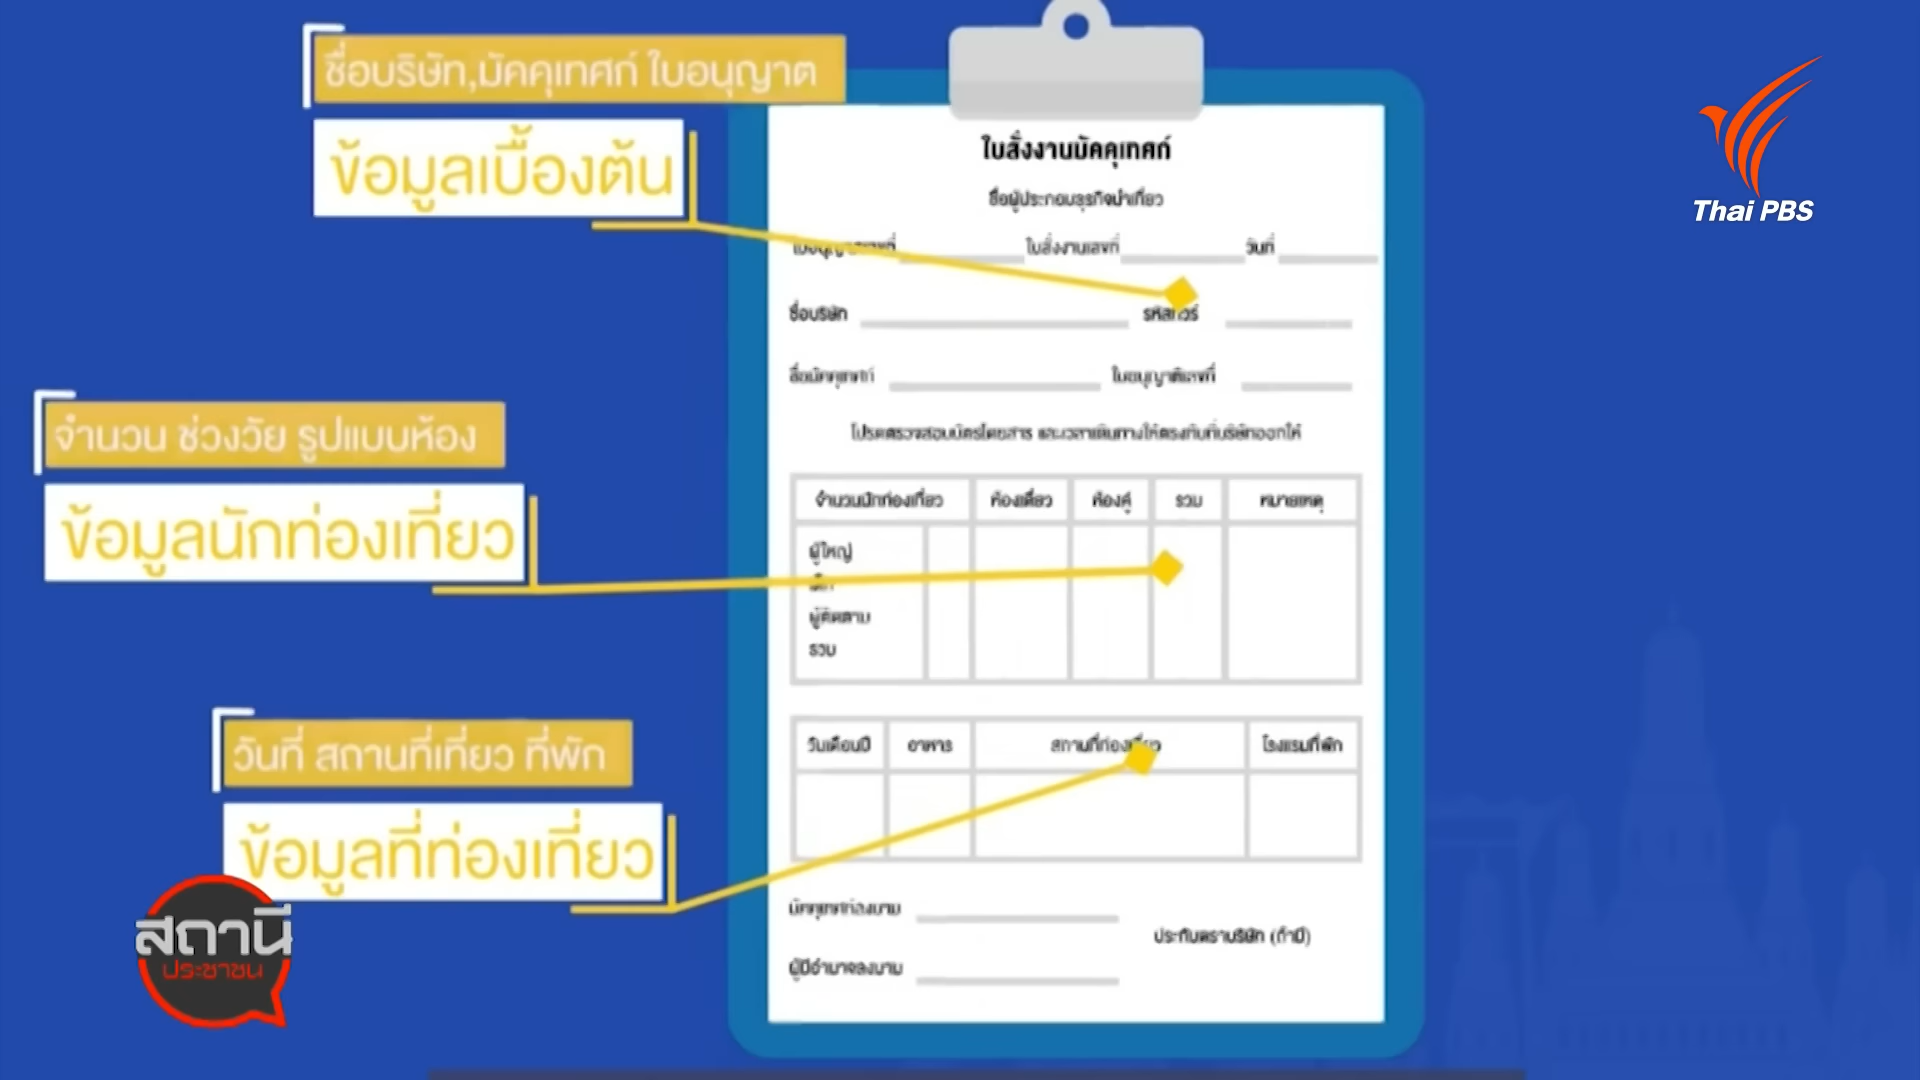 ชื่อบริษัท,มัคคุเทศก์ ใบอนุญาต
ข้อมูลเบื้องต้น
จำนวน ช่วงวัย รูปแบบห้อง
ข้อมูลนักท่องเที่ยว
วันที่ สถานที่เที่ยว ที่พัก
ข้อมูลที่ท่องเที่ยว
สถานี
ประชาชน
ใบสั่งงานมัคคุเทศก์
ชื่อผู้ประกอบธุรกิจนำเที่ยว
ใบอนุญาตเลขที่ ใบสั่งงานเลขที่ วันที่
ชื่อบริษัท รหัสทัวร์
ชื่อมัคคุเทศก์ ใบอนุญาติเลขที่
โปรดตรวจสอบบัตรโดยสาร และเวลาเดินทางให้ตรงกับที่บริษัทออกให้
จำนวนนักท่องเที่ยว ห้องเดี่ยว ห้องคู่ รวม หมายเหตุ
ผู้ใหญ่
เด็ก
ผู้ติดตาม
รวม
วันเดือนปี อาหาร สถานที่ท่องเที่ยว โรงแรมที่พัก
มัคคุเทศก์ลงนาม
ประทับตราบริษัท (ถ้ามี)
ผู้มีอำนาจลงนาม
Thai PBS